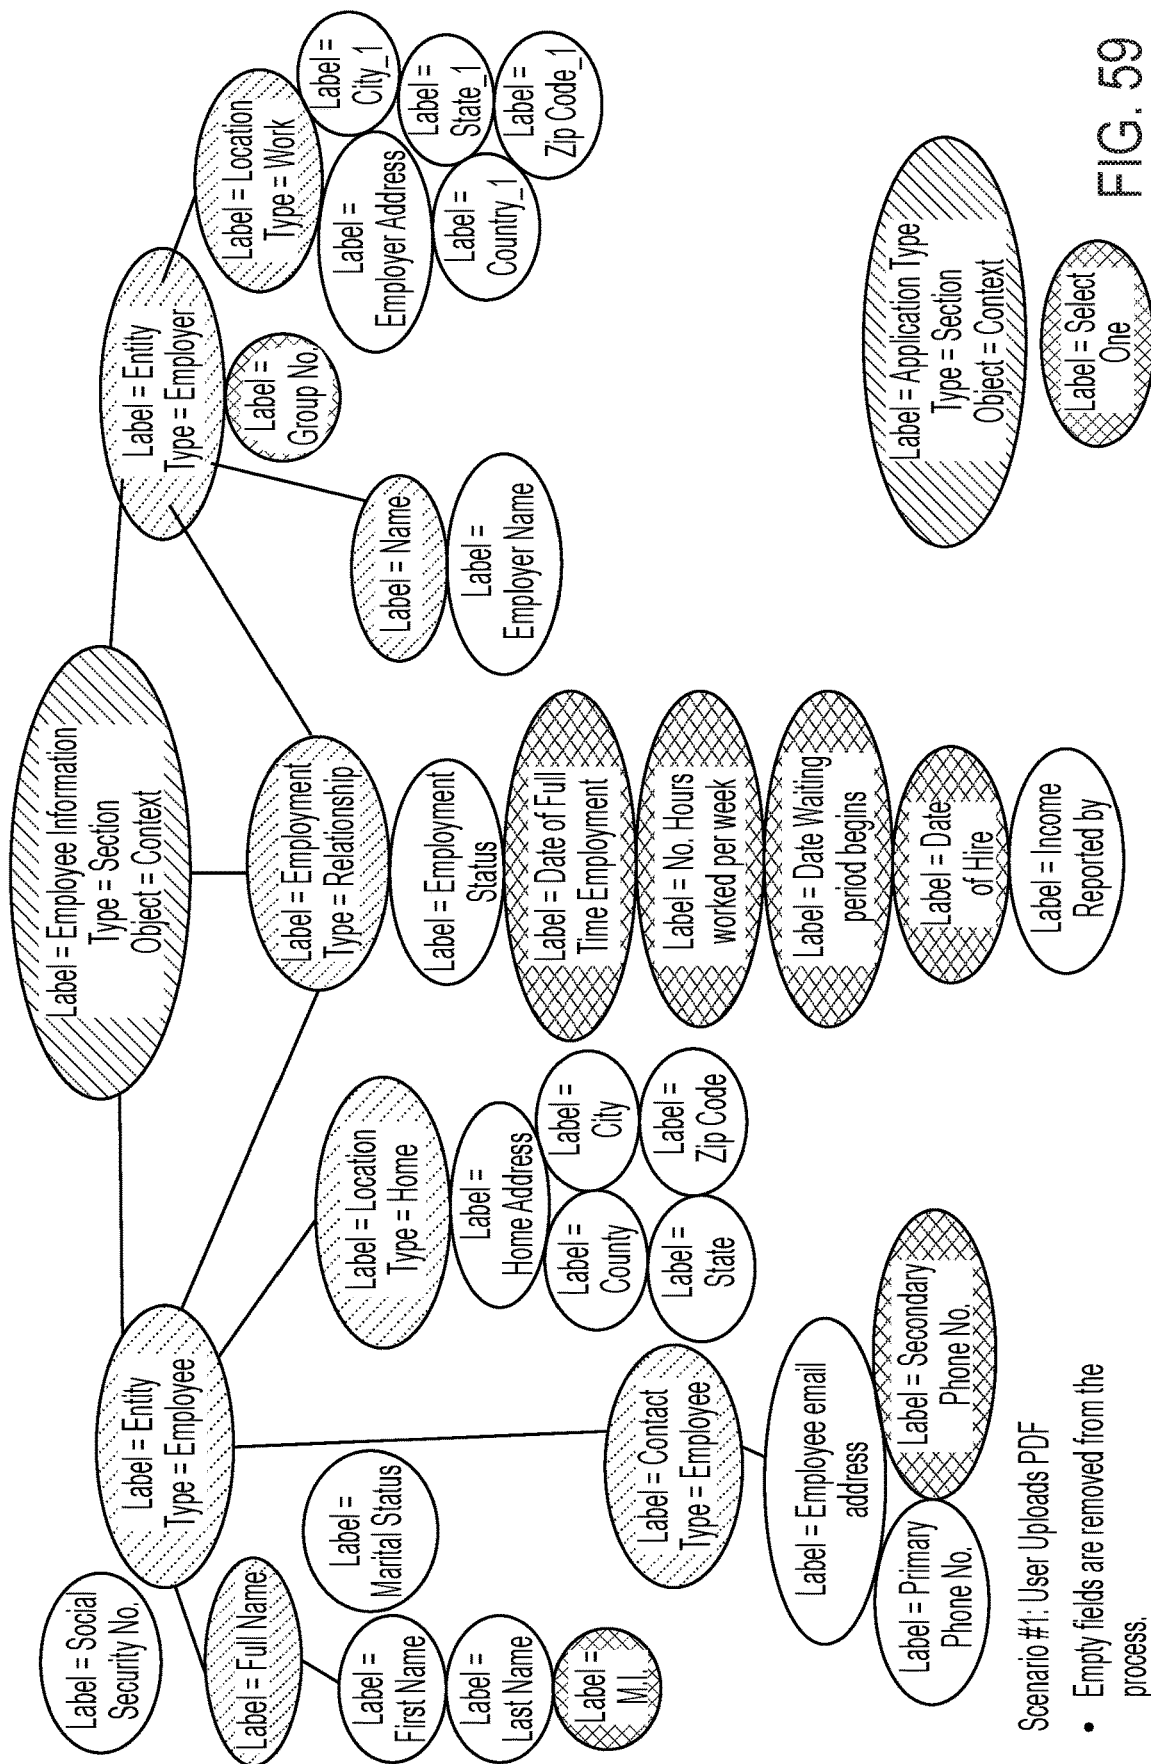 Label = Employee Information
Type = Section
Object = Context
Label = Entity
Type = Employee
Label = Social
Security No.
Label = Full Name:
Label =
First Name
Label =
Last Name
Label =
M.I.
Label =
Marital Status
Label = Contact
Type = Employee
Label = Employee email
address
Label = Primary
Phone No.
Label = Secondary
Phone No.
Label = Location
Type = Home
Label =
Home Address
Label =
City
Label =
County
Label =
Zip Code
Label =
State
Label = Employment
Type = Relationship
Label = Employment
Status
Label = Date of Full
Time Employment
Label = No. Hours
worked per week
Label = Date Waiting
period begins
Label = Date
of Hire
Label = Income
Reported by
Label = Entity
Type = Employer
Label =
Group No.
Label = Name
Label =
Employer Name
Label = Location
Type = Work
Label =
City_1
Label =
Employer Address
Label =
State_1
Label =
Country_1
Label =
Zip Code_1
Label = Application Type
Type = Section
Object = Context
Label = Select
One
Scenario #1: User Uploads PDF
• Empty fields are removed from the
process.
FIG. 59